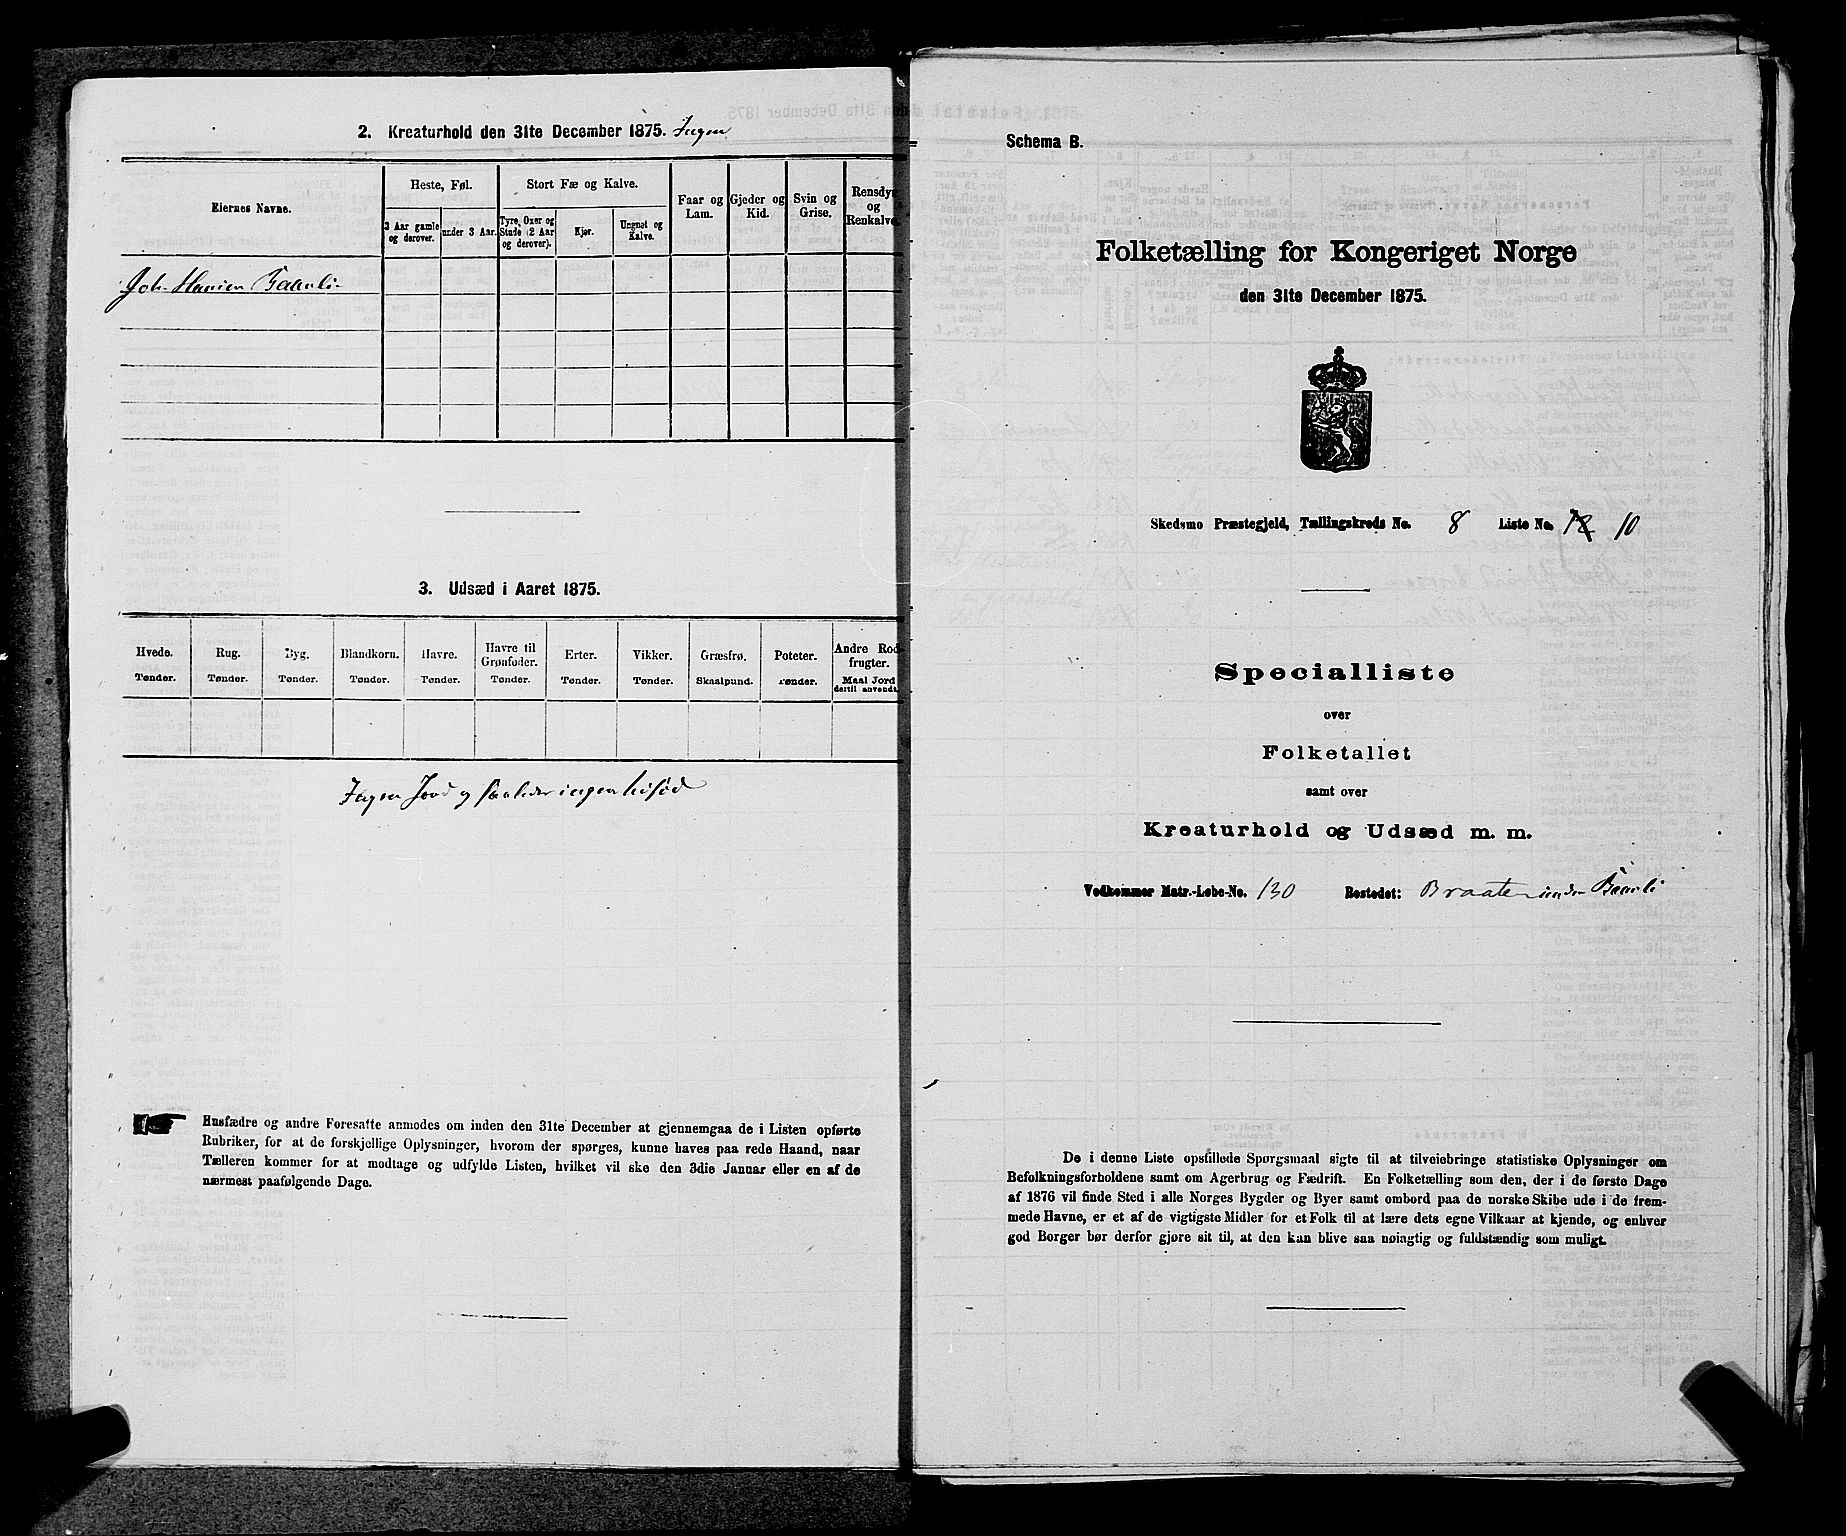 2. Kreaturhold den 31te December 1875. Ingen
Eiernes Navne.
Heste, Føl.
3 Aar gamle og derover.
under 3 Aar.
Stort Fæ og Kalve.
Tyre, Oxer og Stude (2 Aar og derover).
Kjør.
Ungnøt og Kalve.
Faar og Lam.
Gjeder og Kid.
Svin og Grise.
Rensdyr og Renkalve.
Joh. Hansen
3. Udsæd i Aaret 1875.
Hvede. Tønder.
Rug. Tønder.
Byg. Tønder.
Blandkorn. Tønder.
Havre. Tønder.
Havre til Grønfoder. Tønder.
Erter. Tønder.
Vikker. Tønder.
Græsfrø. Skaalpund.
Poteter. Tønder.
Andre Rodfrugter. Maal Jord dertil anvendt.
Ingen Jord og saaledes ingen Udsæd
Husfædre og andre Foresatte anmodes om inden den 31te December at gjennemgaa de i Listen opførte
Rubriker, for at de forskjellige Oplysninger, hvorom der spørges, kunne haves paa rede Haand, naar
Tælleren kommer for at modtage og udfylde Listen, hvilket vil ske den 3die Januar eller en af de
nærmest paafølgende Dage.
Schema B.
Folketælling for Kongeriget Norge
den 31te December 1875.
Skedsmo Præstegjeld, Tællingskreds No. 8 Liste No. 10
Specialliste
over
Folketallet
samt over
Kreaturhold og Udsæd m. m.
Vedkommer Matr.-Løbe-No. 130 Bostedet: Braaten under
De i denne Liste opstillede Spørgsmaal sigte til at tilveiebringe statistiske Oplysninger om
Befolkningsforholdene samt om Agerbrug og Fædrift. En Folketælling som den, der i de første Dage
af 1876 vil finde Sted i alle Norges Bygder og Byer samt ombord paa de norske Skibe ude i de frem-
mede Havne, er et af de vigtigste Midler for et Folk til at lære dets egne Vilkaar at kjende, og enhver
god Borger bør derfor gjøre sit til, at den kan blive saa nøiagtig og fuldstændig som muligt.